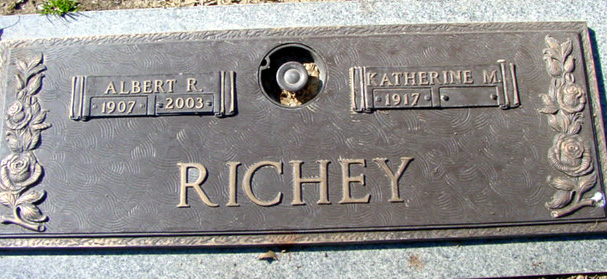 ALBERT R.
1907 2003
KATHERINE M.
1917
RICHEY